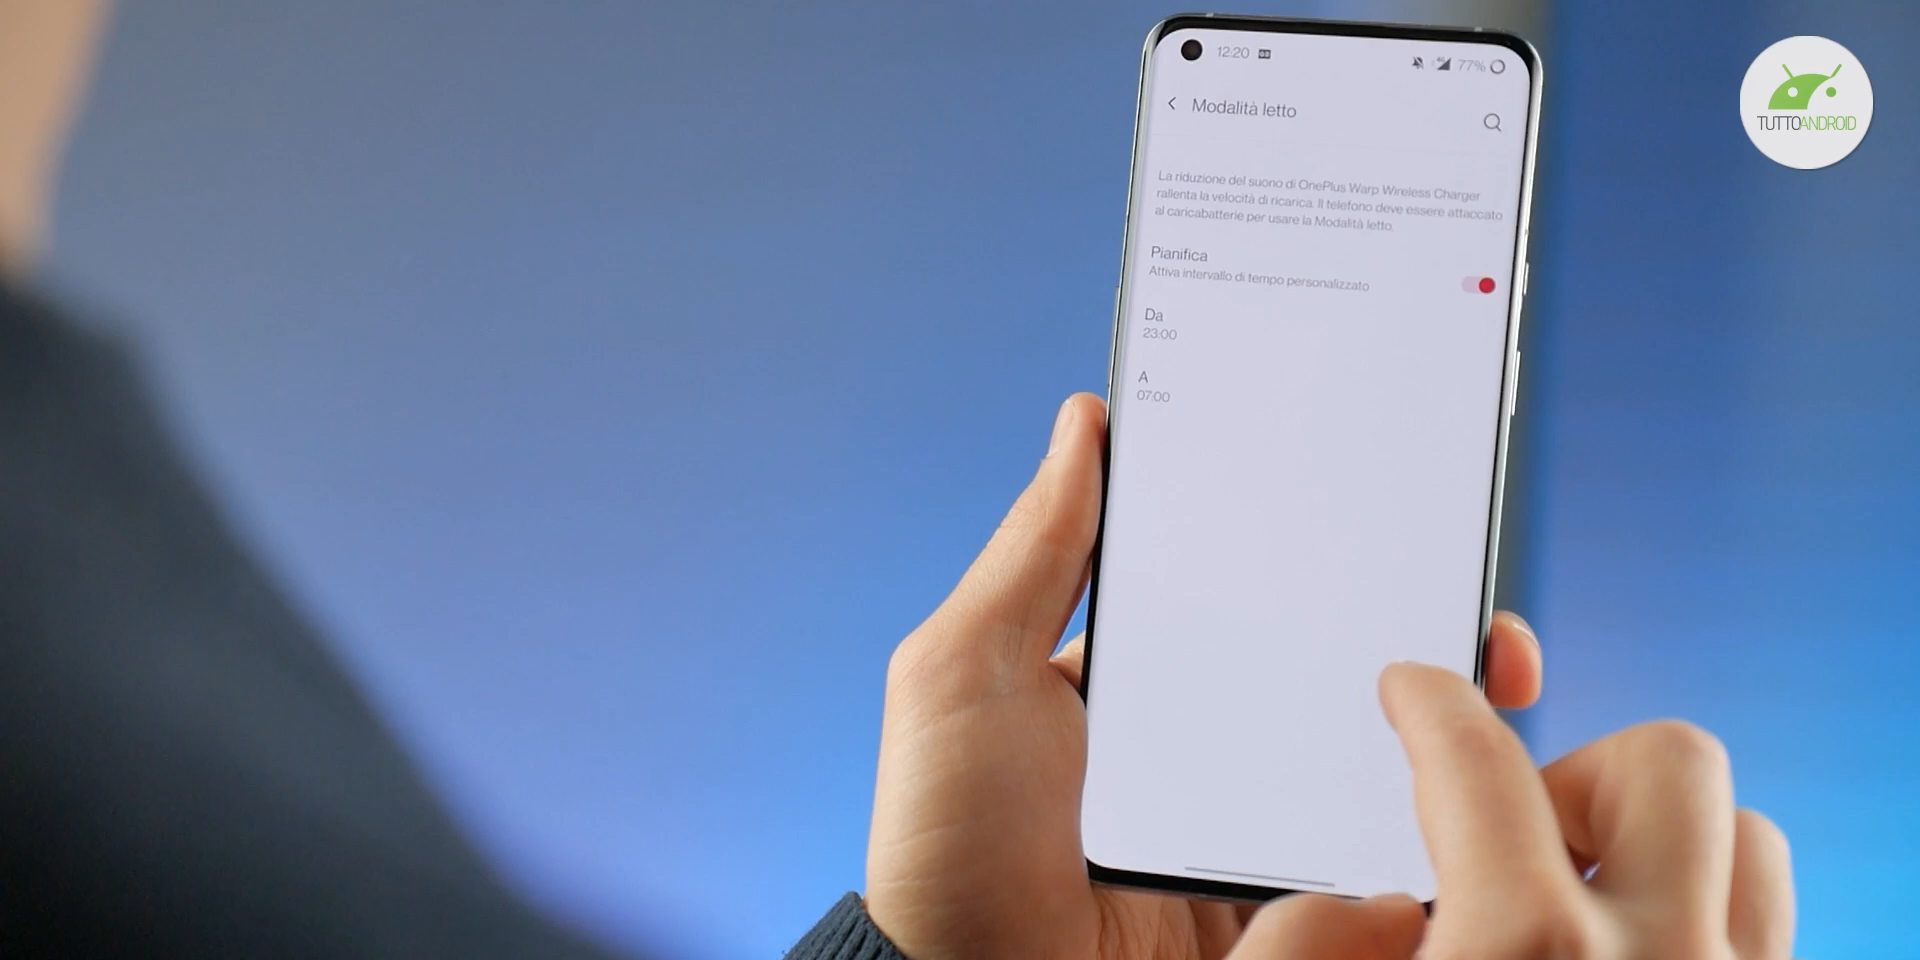 12:20
77%
Modalità letto
La riduzione del suono di OnePlus Warp Wireless Charger
rallenta la velocità di ricarica. Il telefono deve essere attaccato
al caricabatterie per usare la Modalità letto.
Pianifica
Attiva intervallo di tempo personalizzato
Da
23:00
A
07:00
TUTTOANDROID